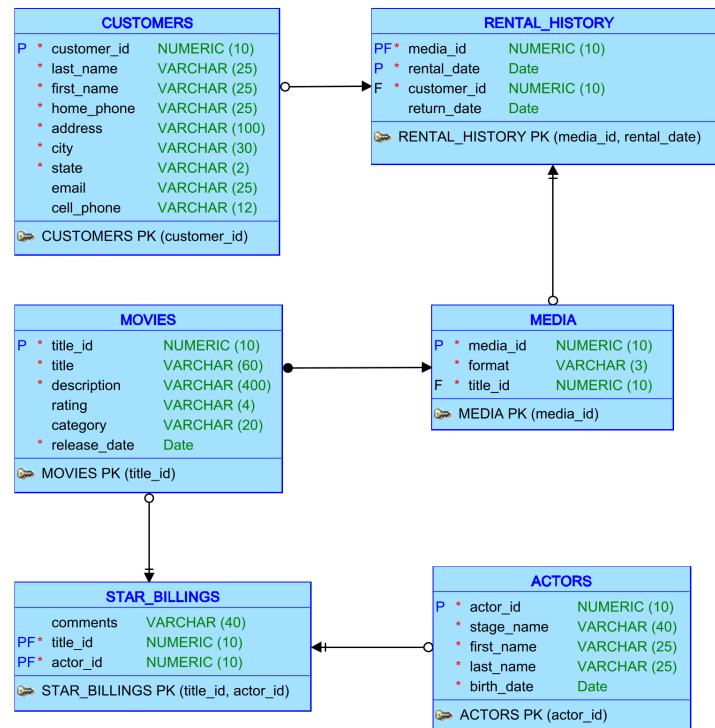 CUSTOMERS
P * customer_id NUMERIC (10)
* last_name VARCHAR (25)
* first_name VARCHAR (25)
* home_phone VARCHAR (25)
* address VARCHAR (100)
* city VARCHAR (30)
* state VARCHAR (2)
email VARCHAR (25)
cell_phone VARCHAR (12)
CUSTOMERS PK (customer_id)
RENTAL_HISTORY
PF* media_id NUMERIC (10)
P * rental_date Date
F * customer_id NUMERIC (10)
return_date Date
RENTAL_HISTORY PK (media_id, rental_date)
MOVIES
P * title_id NUMERIC (10)
* title VARCHAR (60)
* description VARCHAR (400)
rating VARCHAR (4)
category VARCHAR (20)
* release_date Date
MOVIES PK (title_id)
MEDIA
P * media_id NUMERIC (10)
* format VARCHAR (3)
F * title_id NUMERIC (10)
MEDIA PK (media_id)
STAR_BILLINGS
comments VARCHAR (40)
PF* title_id NUMERIC (10)
PF* actor_id NUMERIC (10)
STAR_BILLINGS PK (title_id, actor_id)
ACTORS
P * actor_id NUMERIC (10)
* stage_name VARCHAR (40)
* first_name VARCHAR (25)
* last_name VARCHAR (25)
* birth_date Date
ACTORS PK (actor_id)